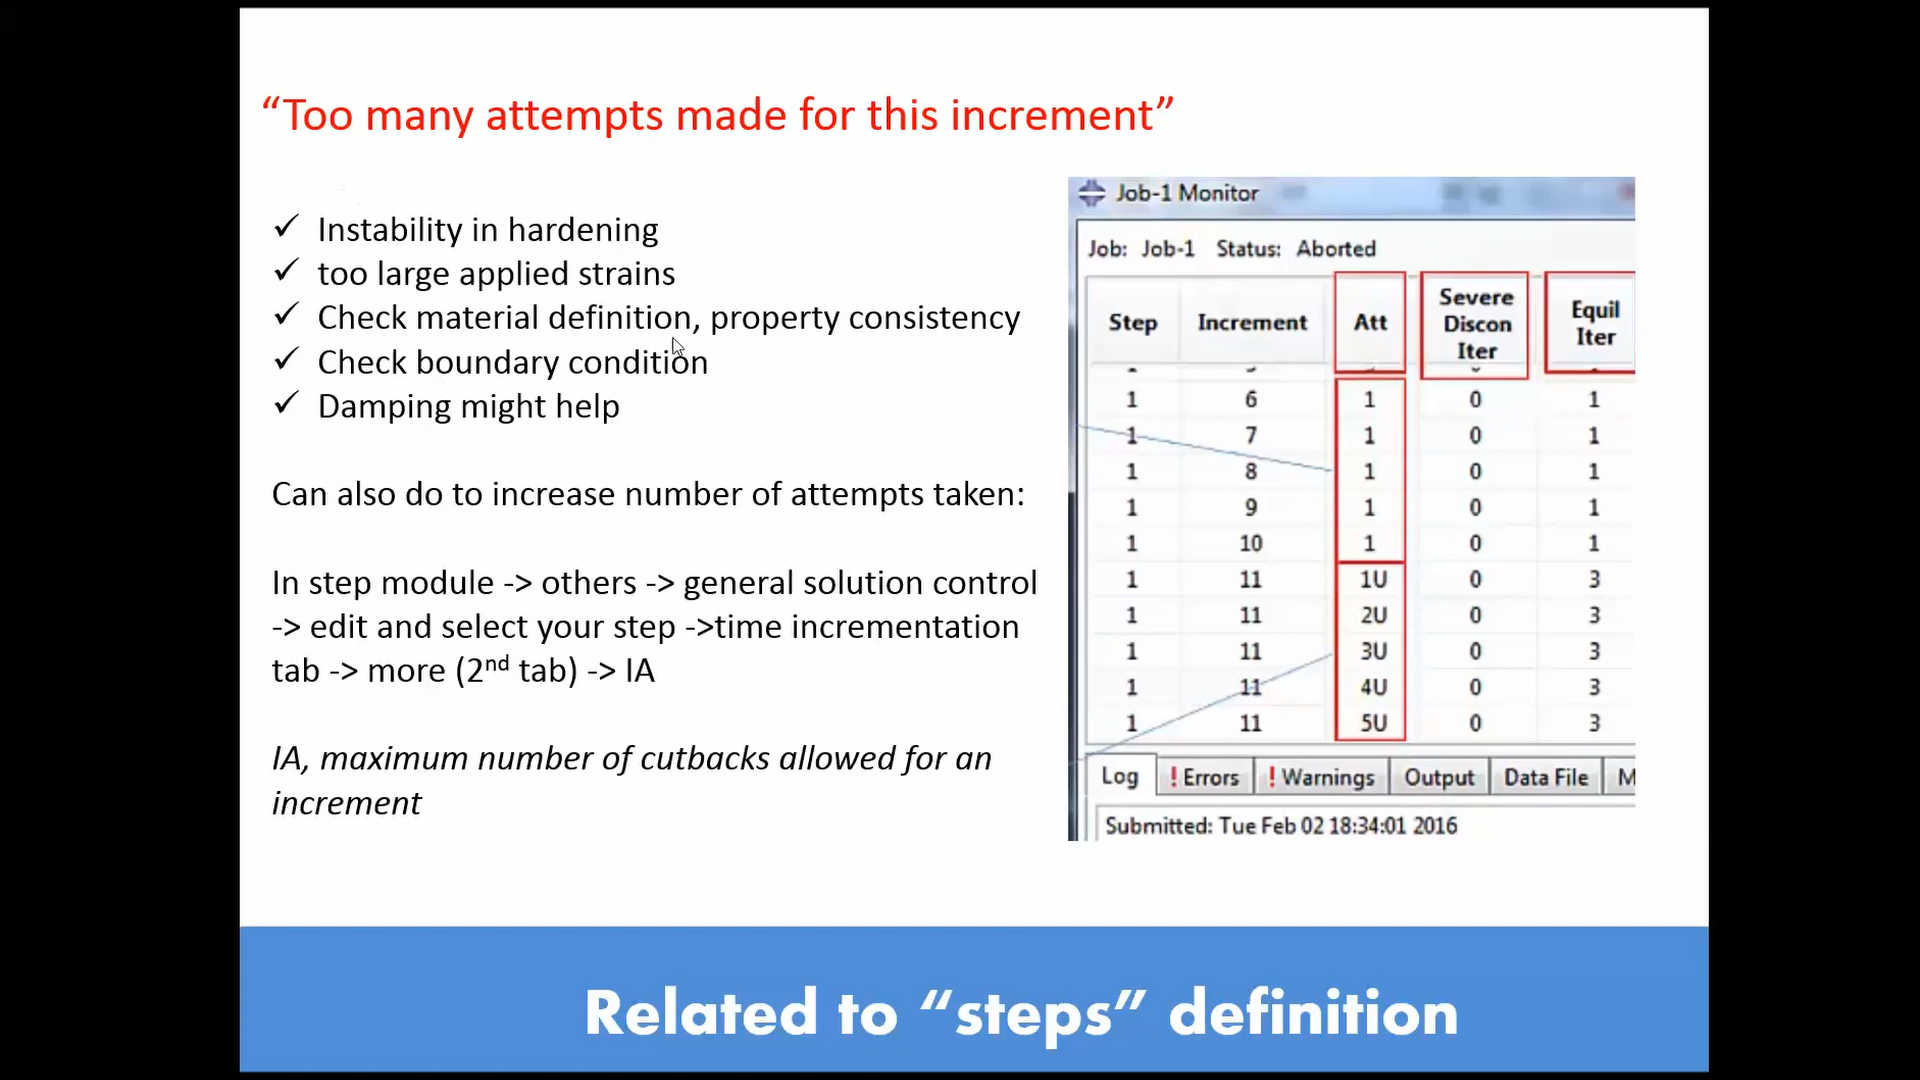 “Too many attempts made for this increment”
✓ Instability in hardening
✓ too large applied strains
✓ Check material definition, property consistency
✓ Check boundary condition
✓ Damping might help
Can also do to increase number of attempts taken:
In step module -> others -> general solution control
-> edit and select your step ->time incrementation
tab -> more (2nd tab) -> IA
IA, maximum number of cutbacks allowed for an
increment
Job-1 Monitor
Job: Job-1 Status: Aborted
Step Increment Att Severe Discon Iter Equil Iter
1 6 1 0 1
1 7 1 0 1
1 8 1 0 1
1 9 1 0 1
1 10 1 0 1
1 11 1U 0 3
1 11 2U 0 3
1 11 3U 0 3
1 11 4U 0 3
1 11 5U 0 3
Log ! Errors ! Warnings Output Data File M
Submitted: Tue Feb 02 18:34:01 2016
Related to “steps” definition